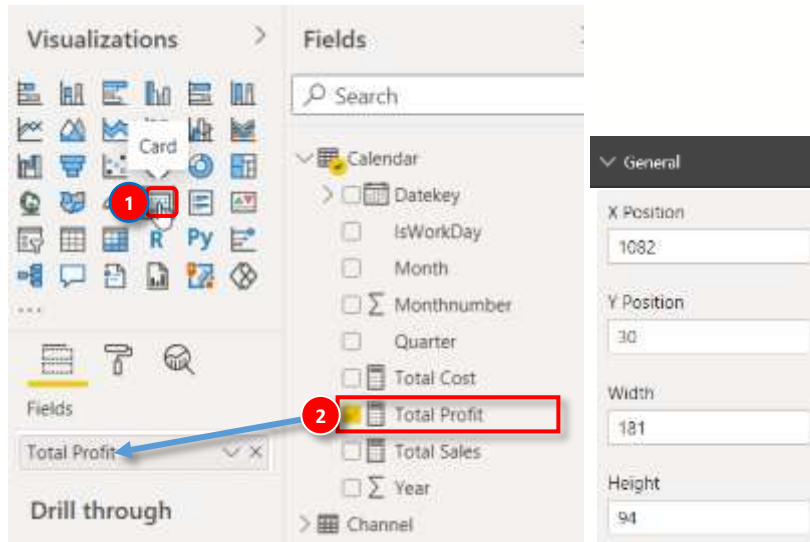 Visualizations
Card
1
R
Py
...
Fields
Total Profit
Drill through
Fields
Search
Calendar
Datekey
IsWorkDay
Month
Σ Monthnumber
Quarter
Total Cost
2
Total Profit
Total Sales
Σ Year
Channel
General
X Position
1082
Y Position
30
Width
181
Height
94